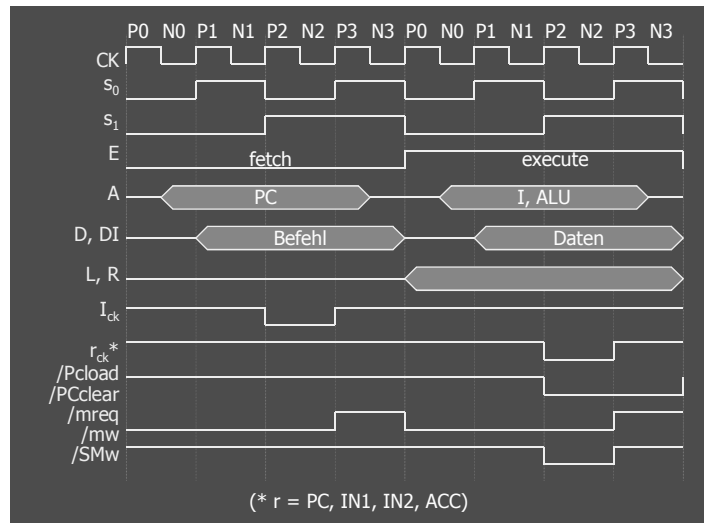 P0 N0 P1 N1 P2 N2 P3 N3 P0 N0 P1 N1 P2 N2 P3 N3
CK
s0
s1
E fetch execute
A PC I, ALU
D, DI Befehl Daten
L, R
Ick
rck*
/Pcload
/PCclear
/mreq
/mw
/SMw
(* r = PC, IN1, IN2, ACC)